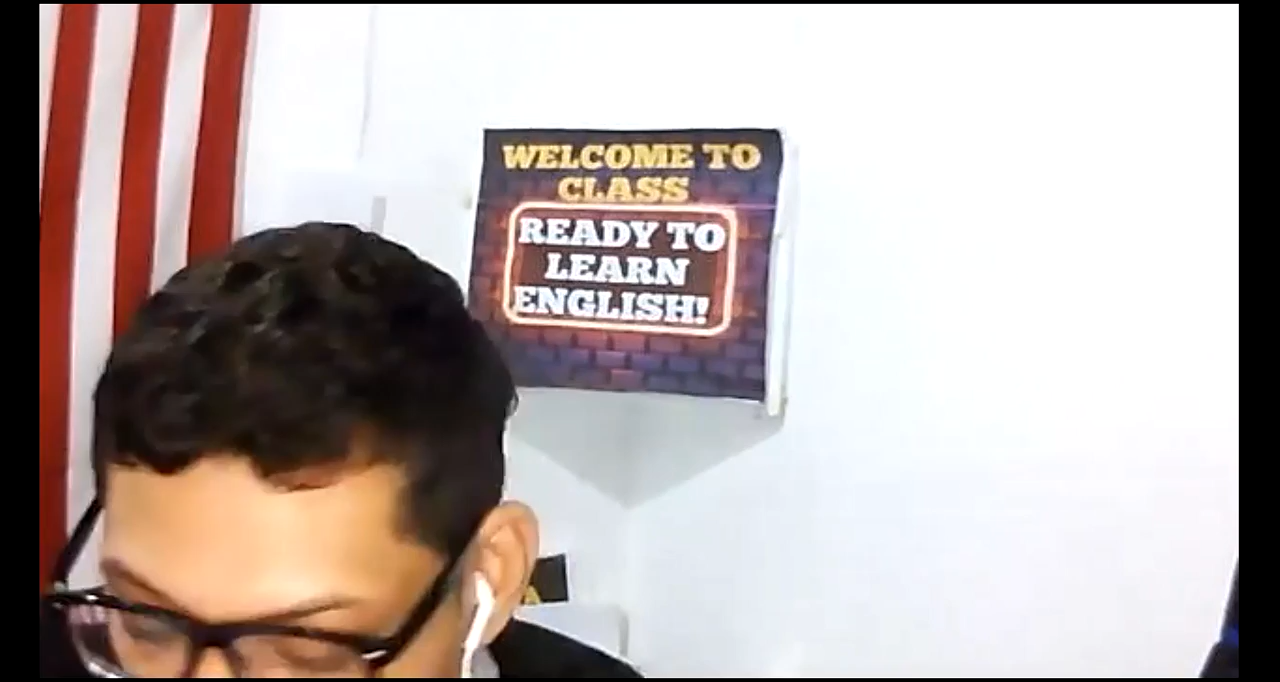 WELCOME TO
CLASS
READY TO
LEARN
ENGLISH!